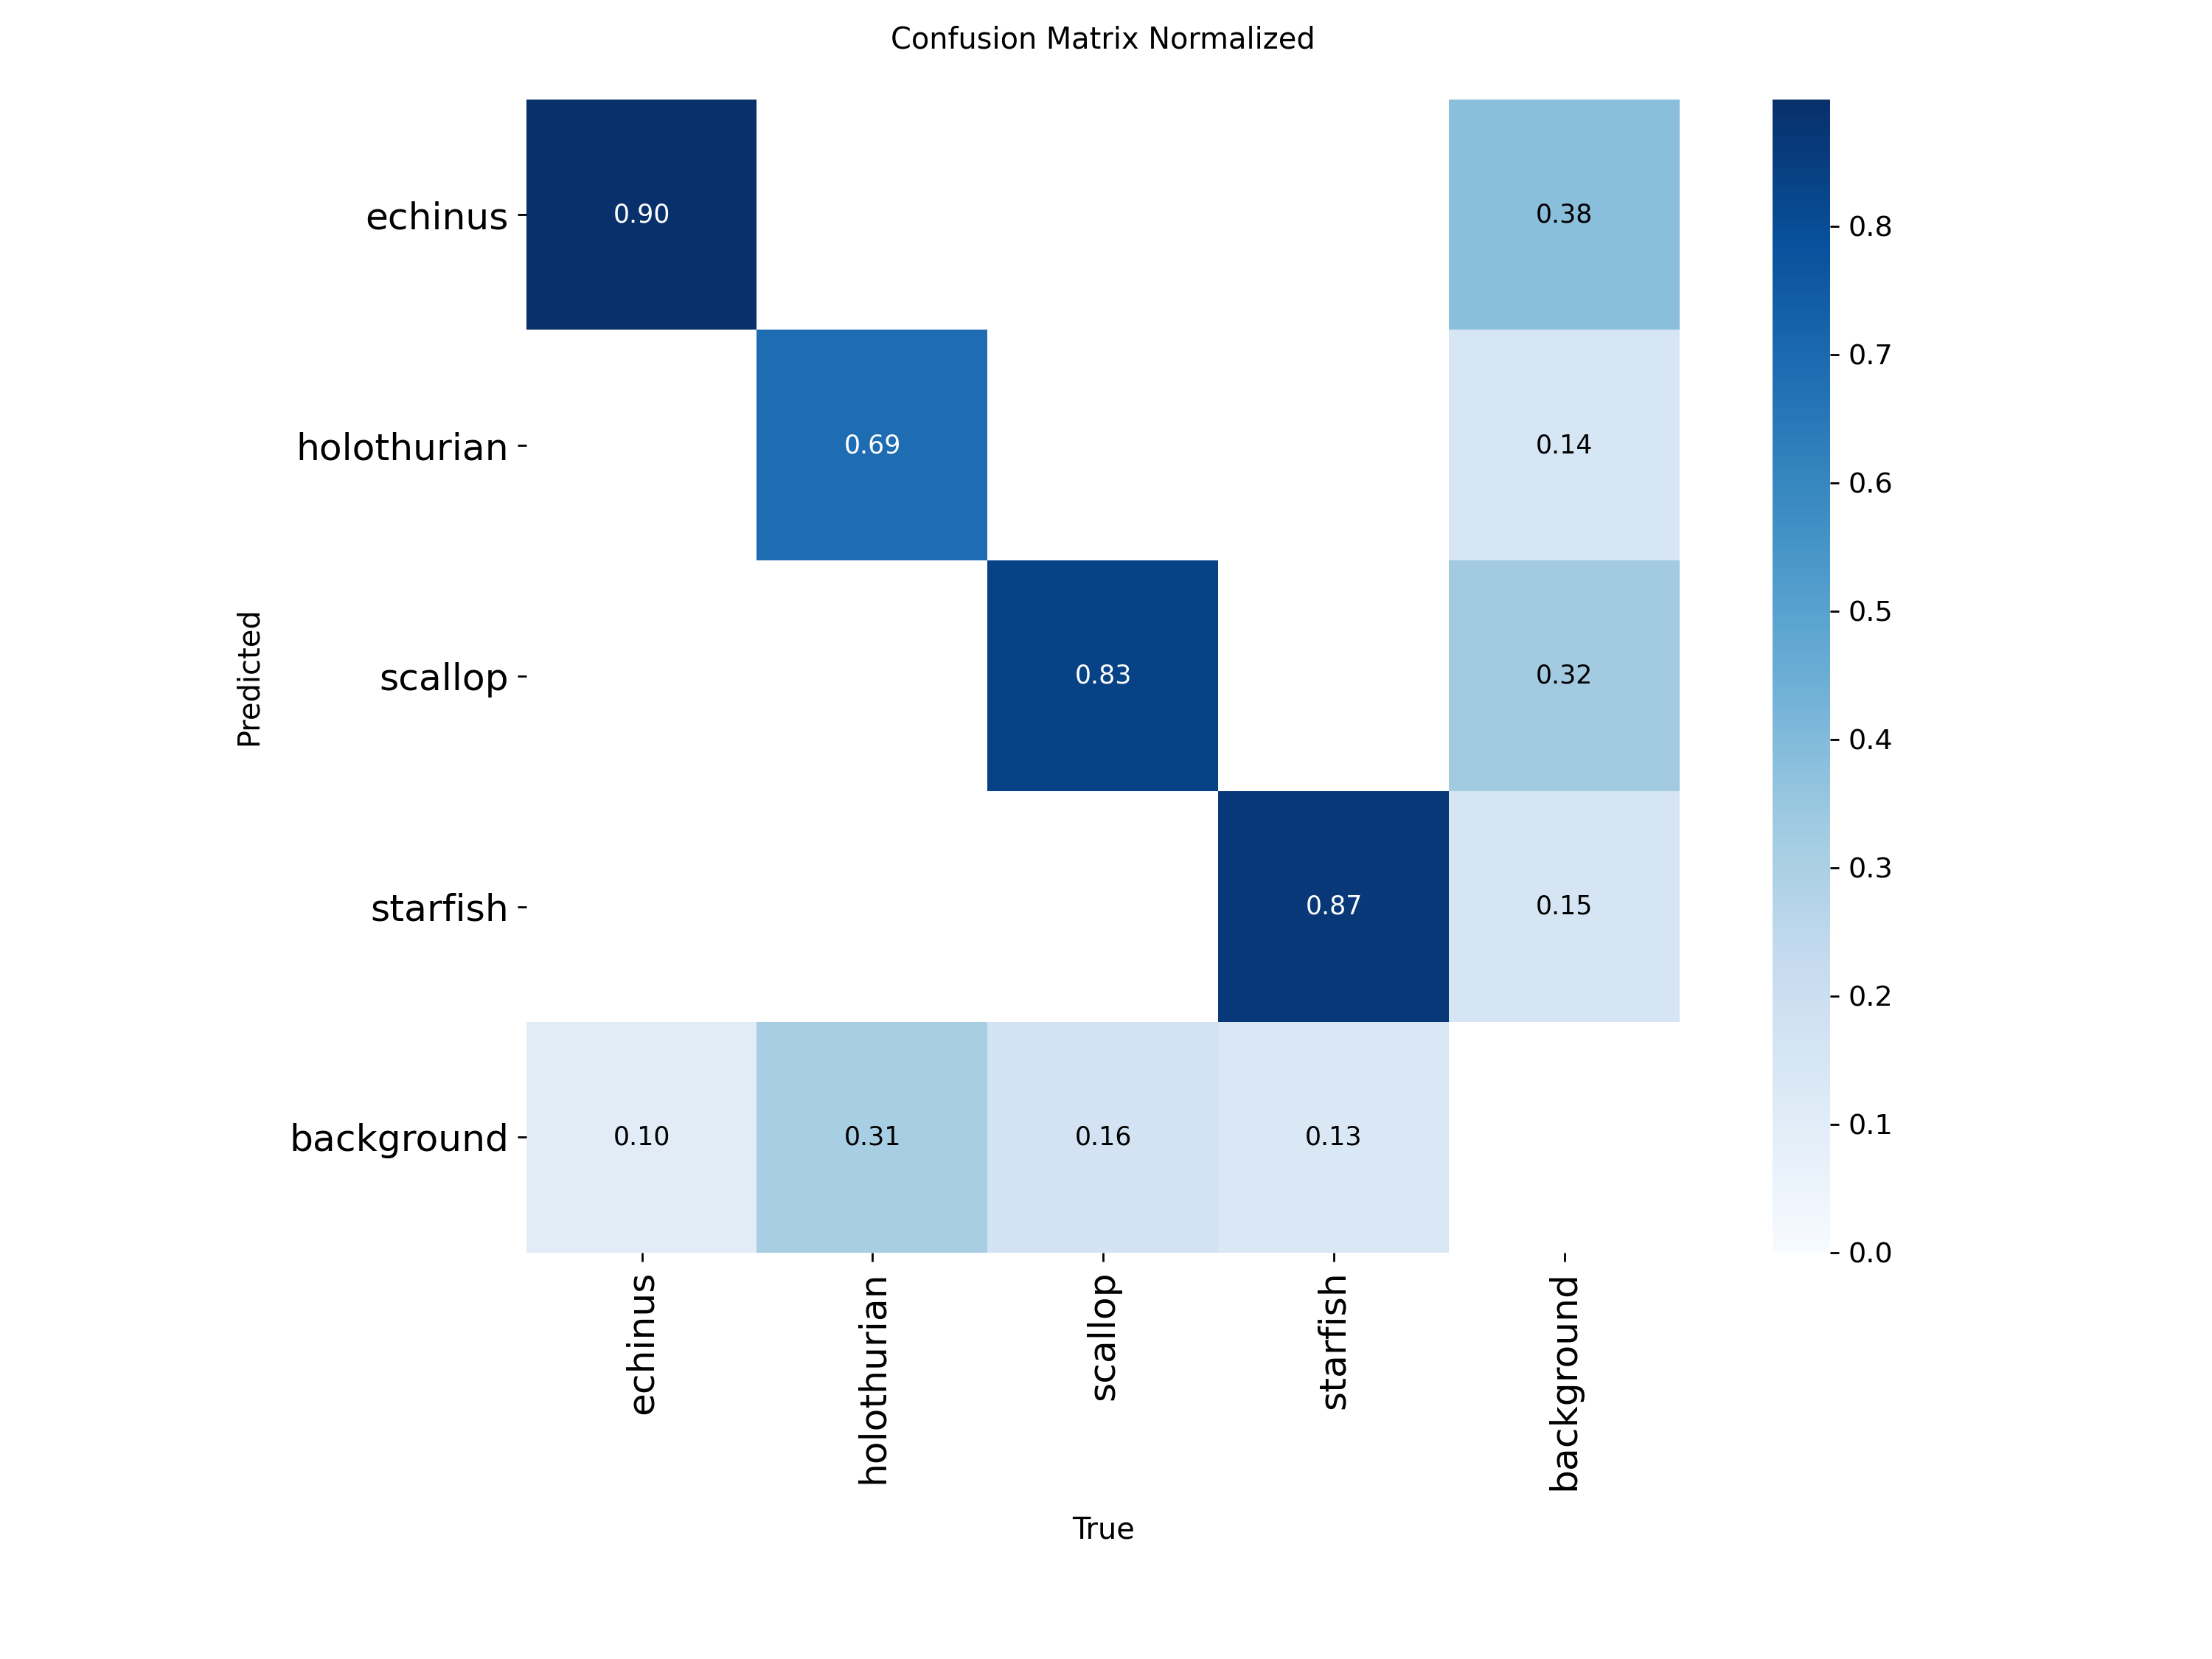 Confusion Matrix Normalized
echinus
0.90
0.38
0.8
holothurian
0.69
0.14
0.7
0.6
scallop
0.83
0.32
0.5
Predicted
0.4
starfish
0.87
0.15
0.3
0.2
background
0.10
0.31
0.16
0.13
0.1
0.0
echinus
holothurian
scallop
starfish
background
True